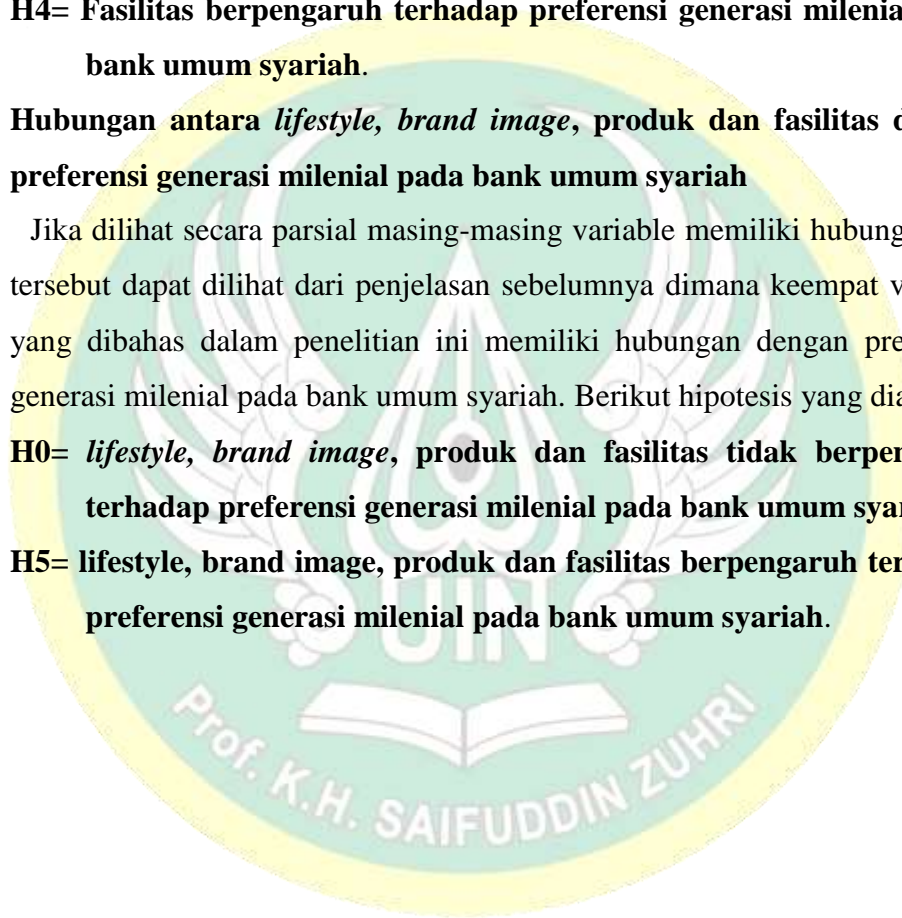 H4= Fasilitas berpengaruh terhadap preferensi generasi milenia
bank umum syariah.
Hubungan antara lifestyle, brand image, produk dan fasilitas d
preferensi generasi milenial pada bank umum syariah
Jika dilihat secara parsial masing-masing variable memiliki hubung
tersebut dapat dilihat dari penjelasan sebelumnya dimana keempat v
yang dibahas dalam penelitian ini memiliki hubungan dengan pre
generasi milenial pada bank umum syariah. Berikut hipotesis yang dia
H0= lifestyle, brand image, produk dan fasilitas tidak berper
terhadap preferensi generasi milenial pada bank umum syar
H5= lifestyle, brand image, produk dan fasilitas berpengaruh ter
preferensi generasi milenial pada bank umum syariah.
UIN
Prof. K.H. SAIFUDDIN ZUHRI